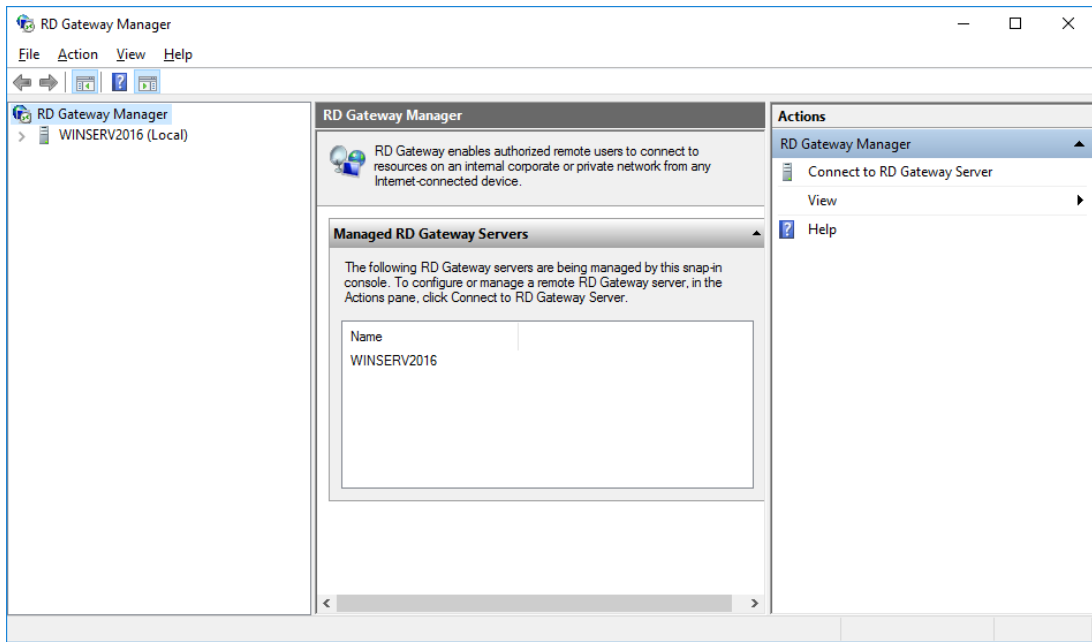 RD Gateway Manager
File Action View Help
RD Gateway Manager
WINSERV2016 (Local)
RD Gateway Manager
RD Gateway enables authorized remote users to connect to
resources on an internal corporate or private network from any
Internet-connected device.
Managed RD Gateway Servers
The following RD Gateway servers are being managed by this snap-in
console. To configure or manage a remote RD Gateway server, in the
Actions pane, click Connect to RD Gateway Server.
Name
WINSERV2016
Actions
RD Gateway Manager
Connect to RD Gateway Server
View
Help